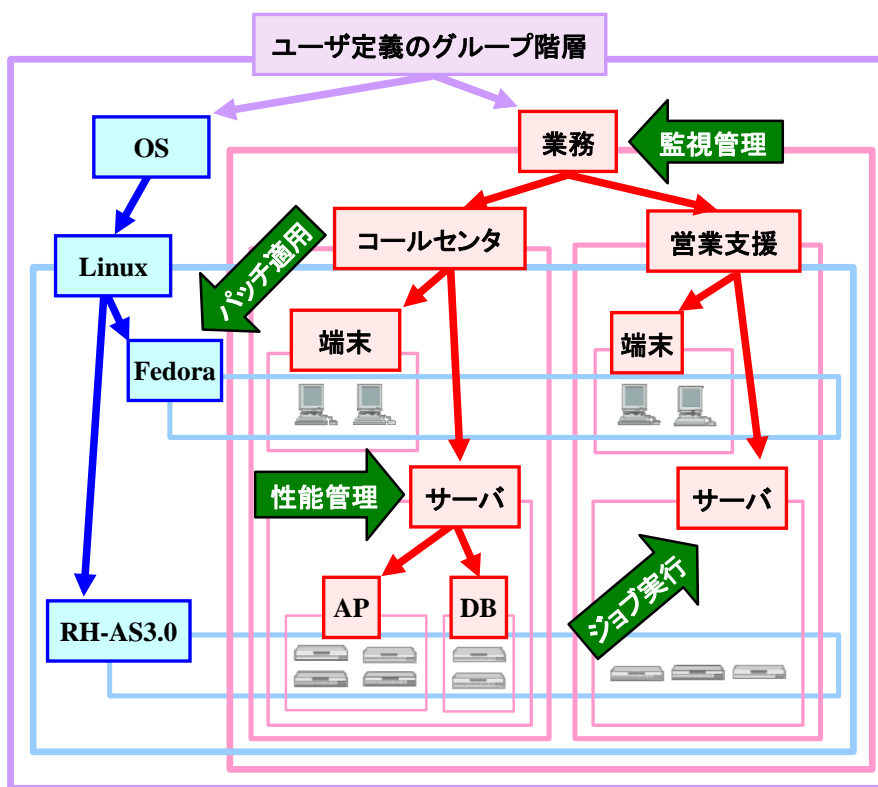 ユーザ定義のグループ階層
OS
業務
監視管理
Linux
パッチ適用
コールセンタ
営業支援
Fedora
端末
端末
性能管理
サーバ
サーバ
RH-AS3.0
AP
DB
ジョブ実行